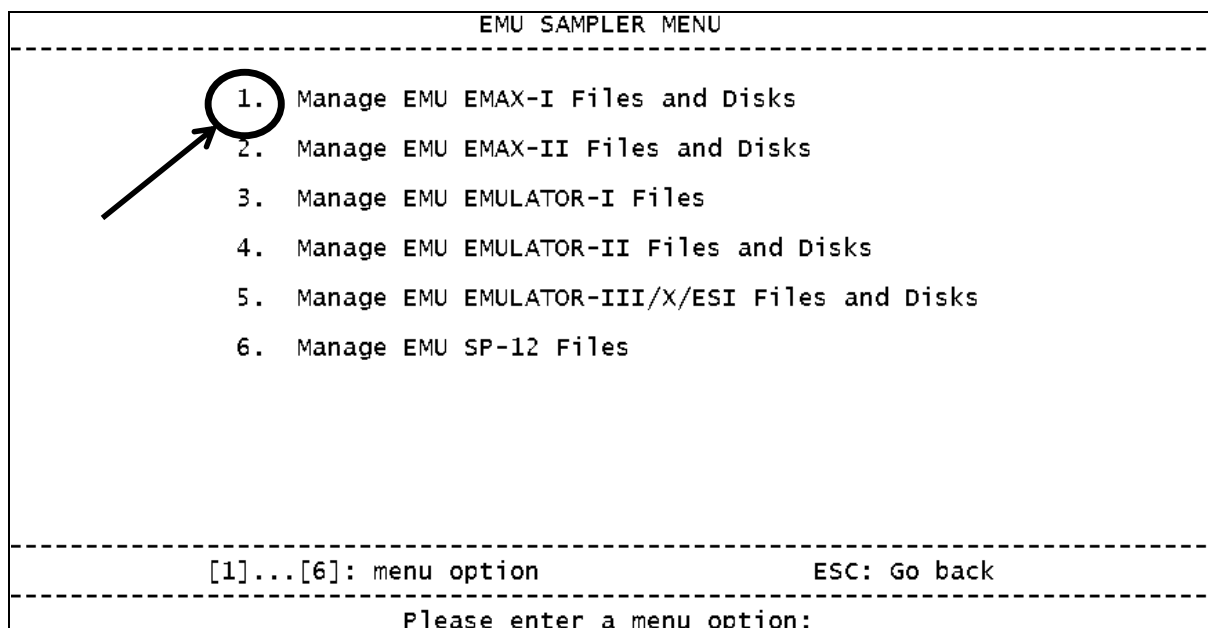 EMU SAMPLER MENU
1. Manage EMU EMAX-I Files and Disks
2. Manage EMU EMAX-II Files and Disks
3. Manage EMU EMULATOR-I Files
4. Manage EMU EMULATOR-II Files and Disks
5. Manage EMU EMULATOR-III/X/ESI Files and Disks
6. Manage EMU SP-12 Files
[1]...[6]: menu option ESC: Go back
Please enter a menu option: